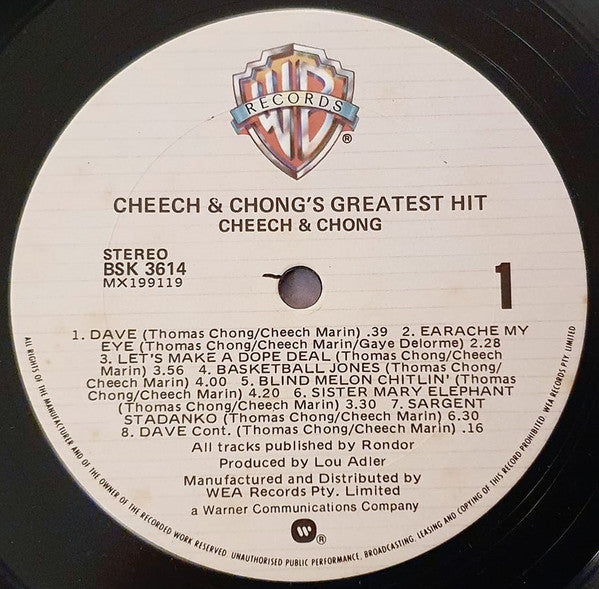 WB
RECORDS
®
CHEECH & CHONG'S GREATEST HIT
CHEECH & CHONG
STEREO
BSK 3614
MX199119
1
1. DAVE (Thomas Chong/Cheech Marin) .39 2. EARACHE MY
EYE (Thomas Chong/Cheech Marin/Gaye Delorme) 2.28
3. LET'S MAKE A DOPE DEAL (Thomas Chong/Cheech
Marin) 3.56 4. BASKETBALL JONES (Thomas Chong/
Cheech Marin) 4.00 5. BLIND MELON CHITLIN' (Thomas
Chong/Cheech Marin) 4.20 6. SISTER MARY ELEPHANT
(Thomas Chong/Cheech Marin) 3.30 7. SARGENT
STADANKO (Thomas Chong/Cheech Marin) 6.30
8. DAVE Cont. (Thomas Chong/Cheech Marin) .16
All tracks published by Rondor
Produced by Lou Adler
Manufactured and Distributed by
WEA Records Pty. Limited
a Warner Communications Company
W ®
ALL RIGHTS OF THE MANUFACTURER AND OF THE OWNER OF THE RECORDED WORK RESERVED UNAUTHORISED PUBLIC PERFORMANCE, BROADCASTING, LEASING AND COPYING OF THIS RECORD PROHIBITED. WEA RECORDS PTY. LIMITED